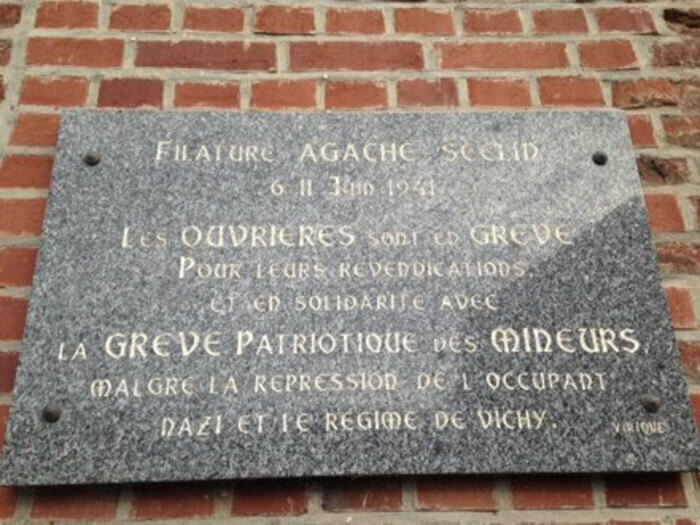 FILATURE AGACHE SECLIN
6 11 JUIN 1941
LES OUVRIERES SONT EN GREVE
POUR LEURS REVENDICATIONS,
ET EN SOLIDARITE AVEC
LA GREVE PATRIOTIQUE DES MINEURS,
MALGRE LA REPRESSION DE L OCCUPANT
NAZI ET LE REGIME DE VICHY.
VIRIQUE